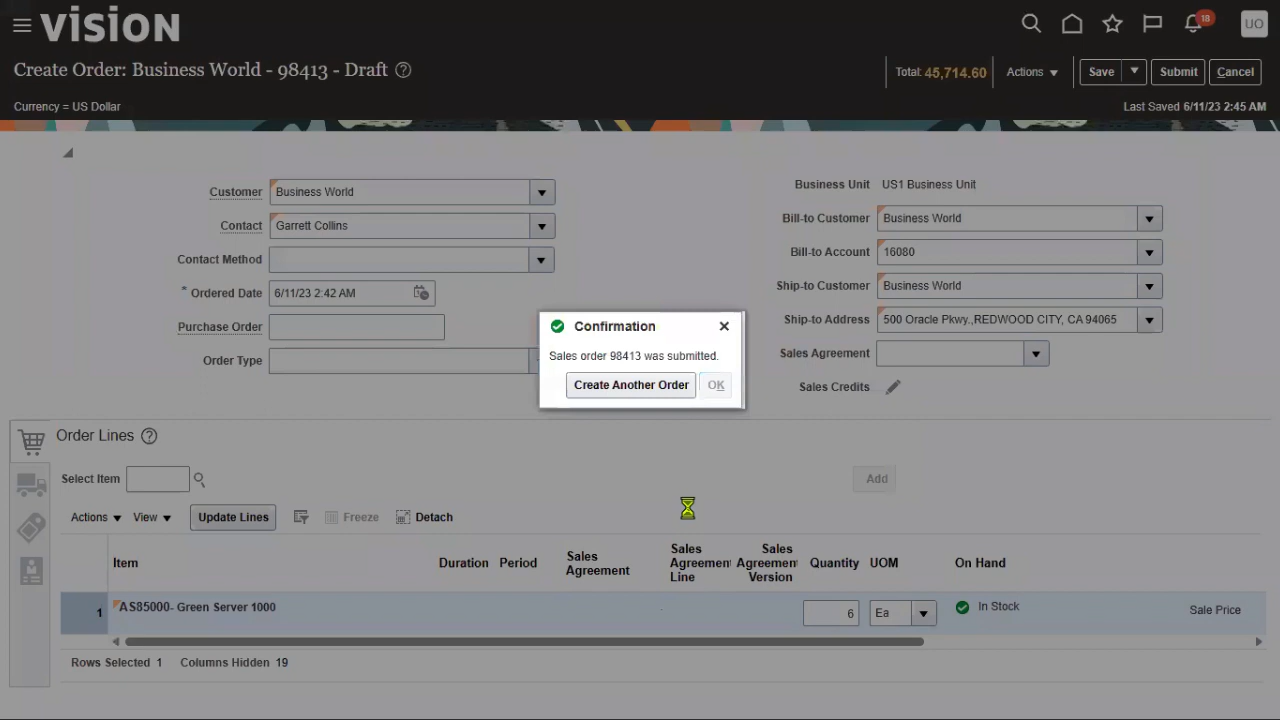 VISION
18
UO
Create Order: Business World - 98413 - Draft
Total: 45,714.60
Actions
Save
Submit
Cancel
Currency = US Dollar
Last Saved 6/11/23 2:45 AM
Customer Business World
Contact Garrett Collins
Contact Method
* Ordered Date 6/11/23 2:42 AM
Purchase Order
Order Type
Business Unit US1 Business Unit
Bill-to Customer Business World
Bill-to Account 16080
Ship-to Customer Business World
Ship-to Address 500 Oracle Pkwy.,REDWOOD CITY, CA 94065
Sales Agreement
Sales Credits
Confirmation
Sales order 98413 was submitted.
Create Another Order OK
Order Lines
Select Item
Add
Actions View Update Lines Freeze Detach
Item
Duration
Period
Sales
Agreement
Sales
Agreement
Line
Sales
Agreement
Version
Quantity
UOM
On Hand
1 AS85000- Green Server 1000 6 Ea In Stock Sale Price
Rows Selected 1 Columns Hidden 19